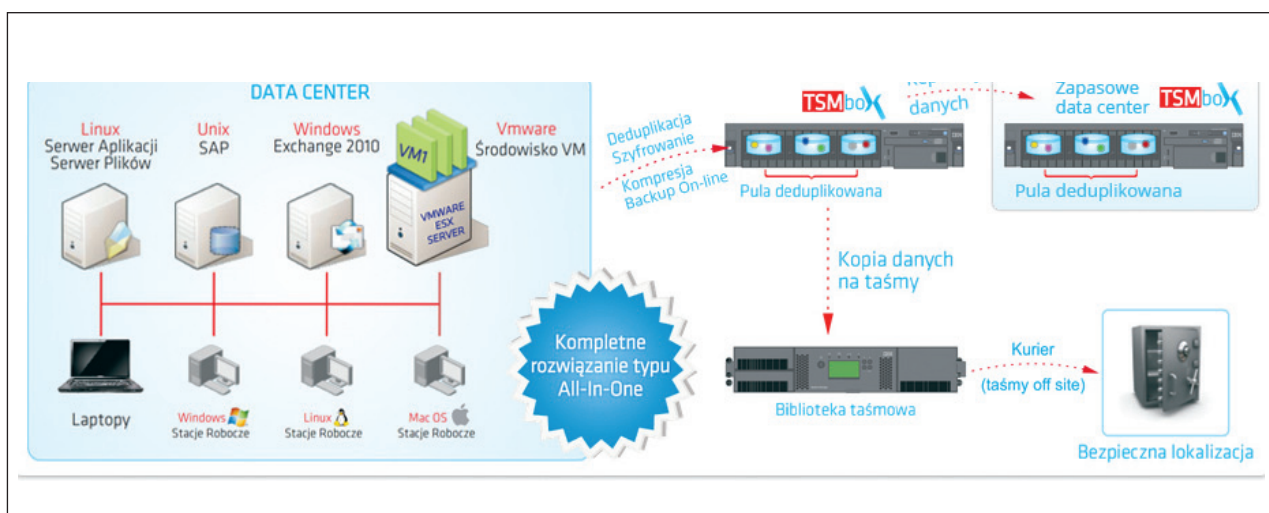 DATA CENTER
Linux
Serwer Aplikacji
Serwer Plików
Unix
SAP
Windows
Exchange 2010
Vmware
Środowisko VM
VM1
VMWARE
ESX
SERVER
Laptopy
Windows
Stacje Robocze
Linux
Stacje Robocze
Mac OS
Stacje Robocze
Kompletne
rozwiązanie typu
All-In-One
Deduplikacja
Szyfrowanie
Kompresja
Backup On-line
TSMbox
Pula deduplikowana
danych
Zapasowe
data center
TSMbox
Pula deduplikowana
Kopia danych
na taśmy
Biblioteka taśmowa
Kurier
(taśmy off site)
Bezpieczna lokalizacja